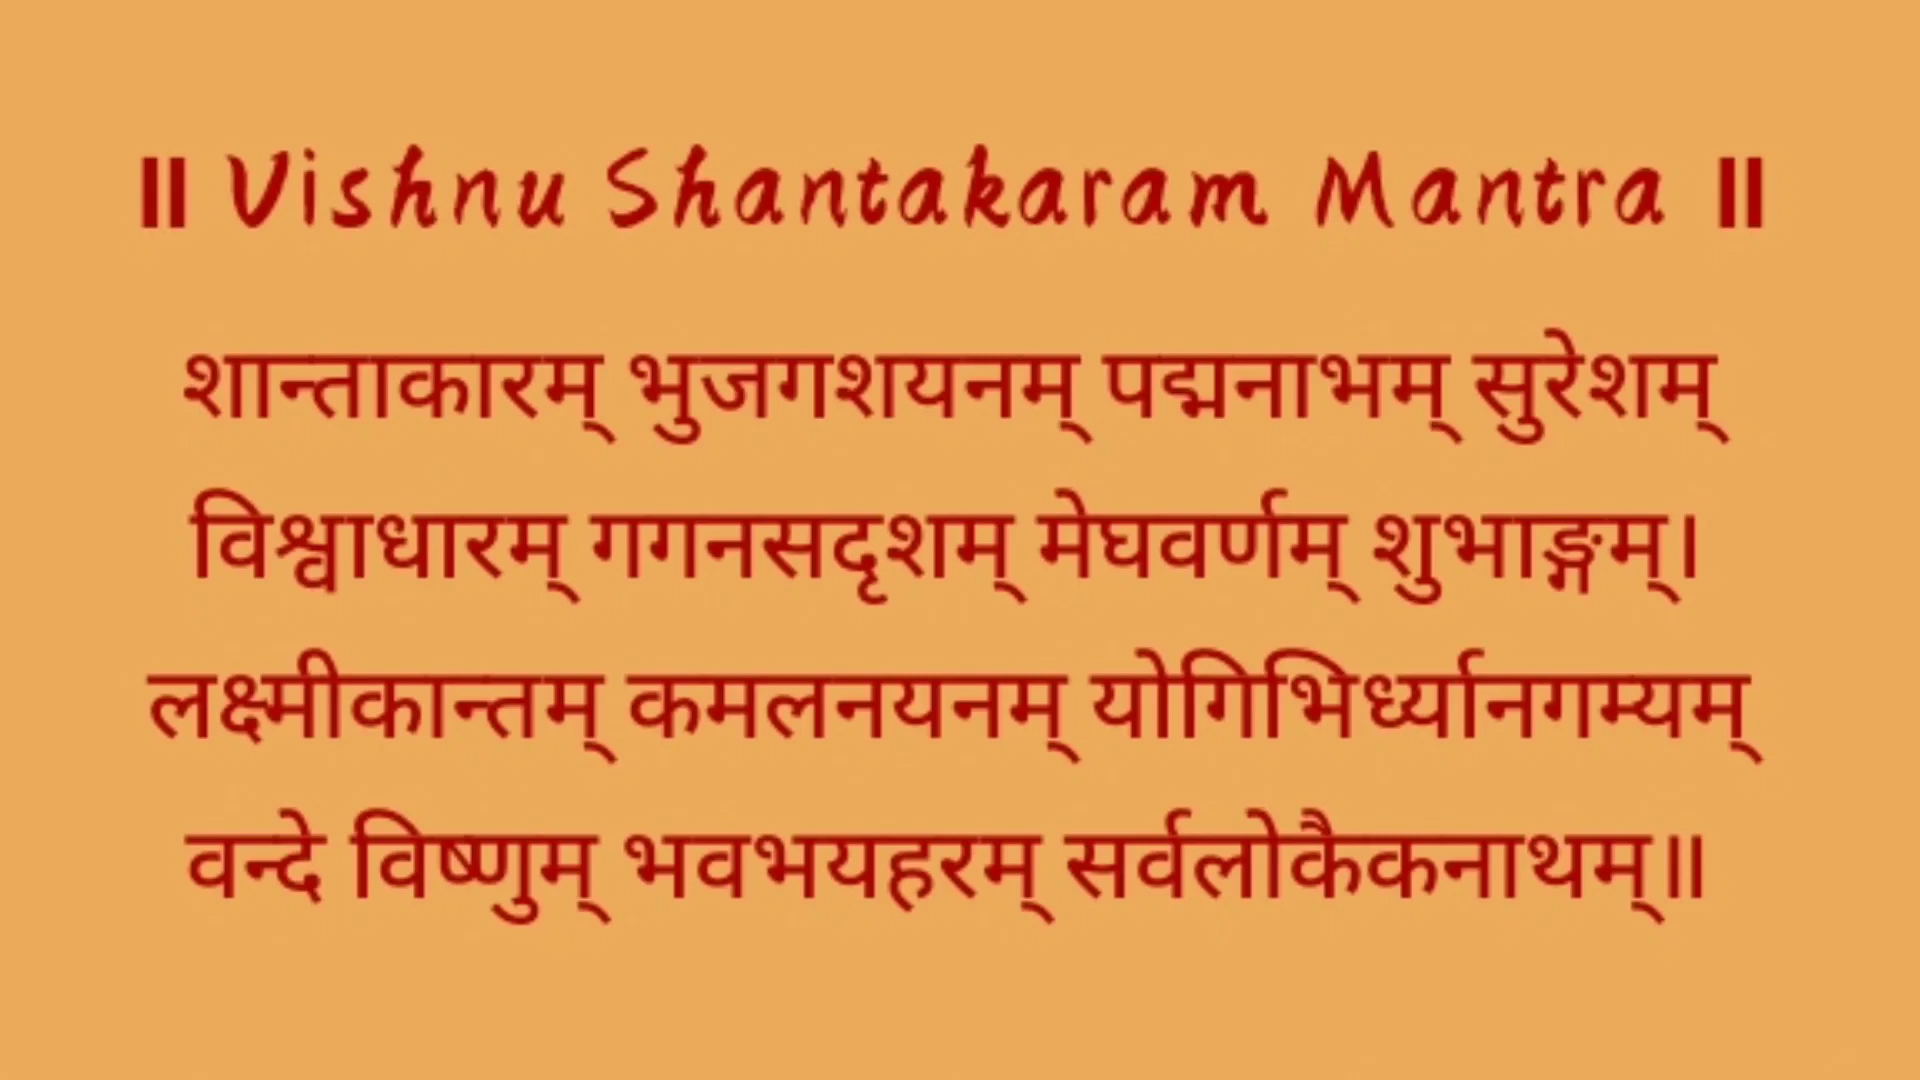 ॥ Vishnu Shantakaram Mantra ॥
शान्ताकारम् भुजगशयनम् पद्मनाभम् सुरेशम्
विश्वाधारम् गगनसदृशम् मेघवर्णम् शुभाङ्गम्।
लक्ष्मीकान्तम् कमलनयनम् योगिभिर्ध्यानगम्यम्
वन्दे विष्णुम् भवभयहरम् सर्वलोकैकनाथम्॥